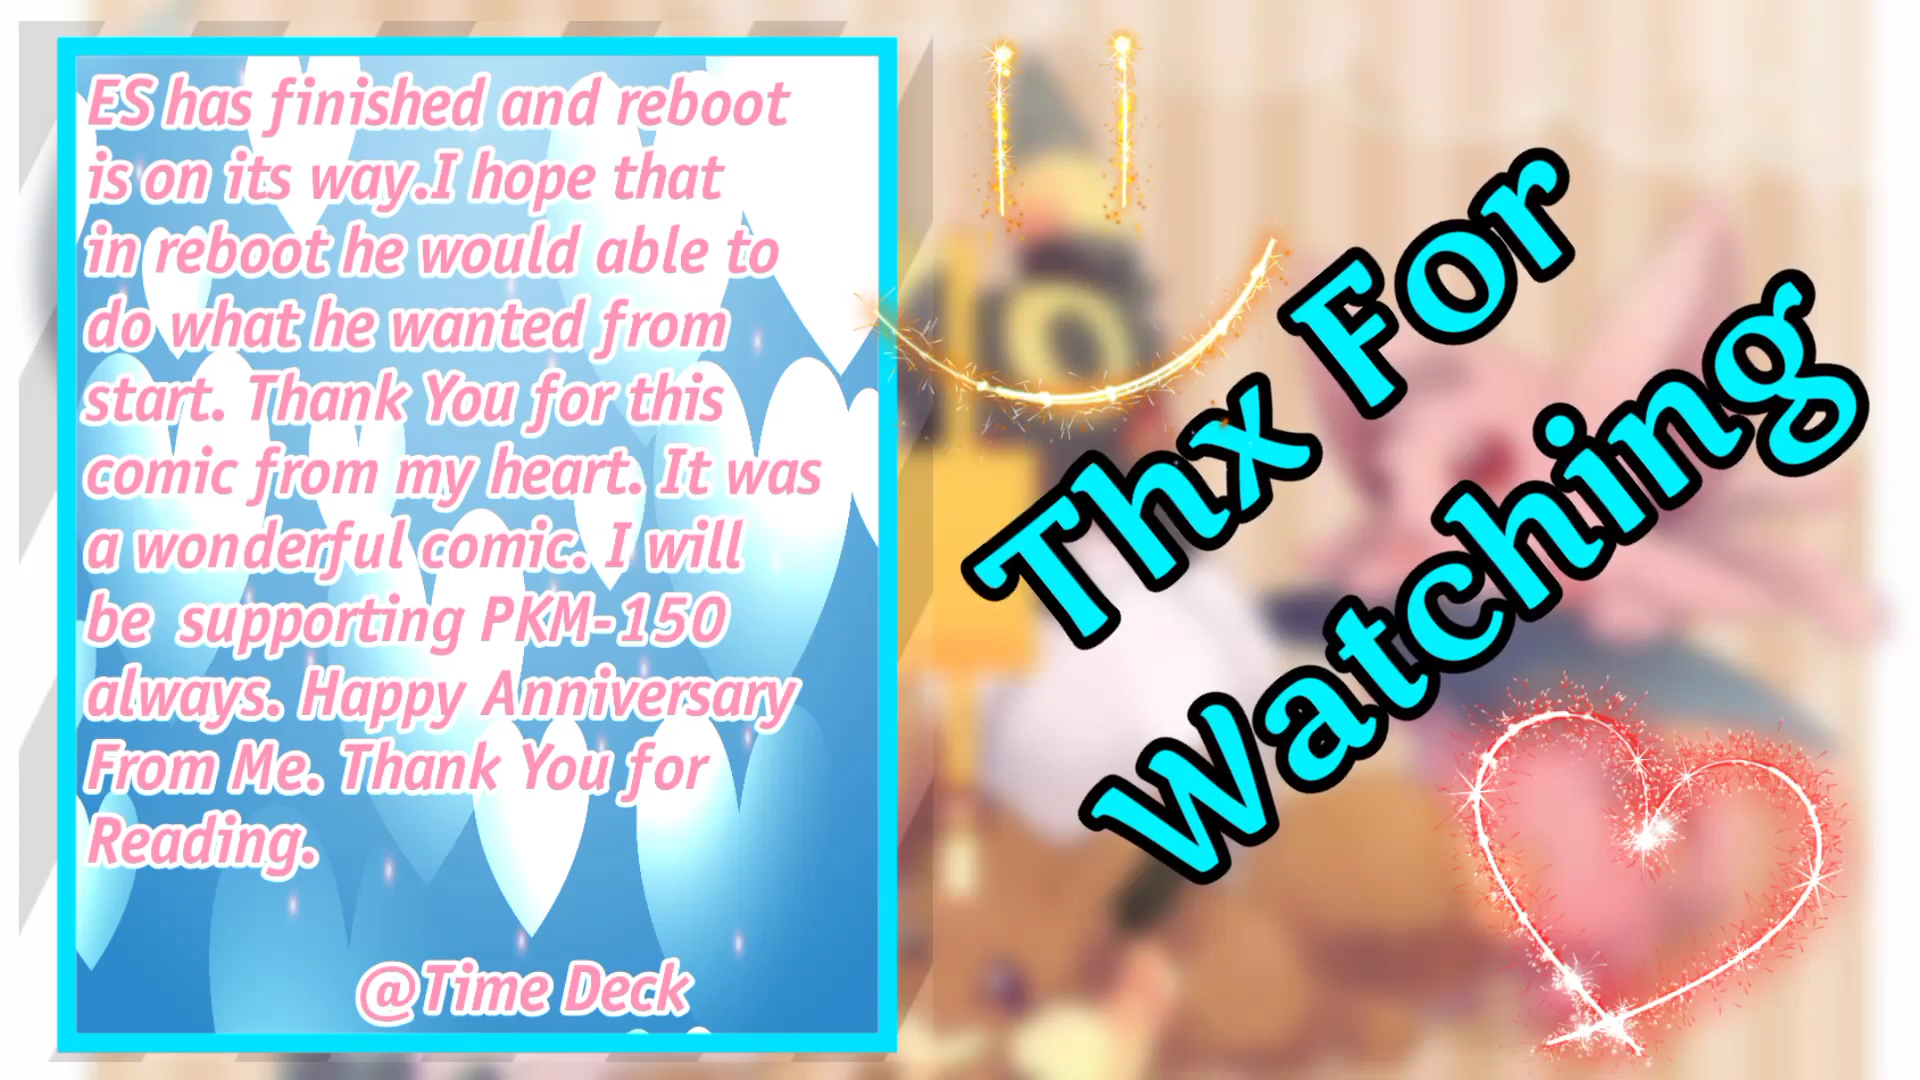 ES has finished and reboot
is on its way.I hope that
in reboot he would able to
do what he wanted from
start. Thank You for this
comic from my heart. It was
a wonderful comic. I will
be supporting PKM-150
always. Happy Anniversary
From Me. Thank You for
Reading.
@Time Deck
Thx For
Watching